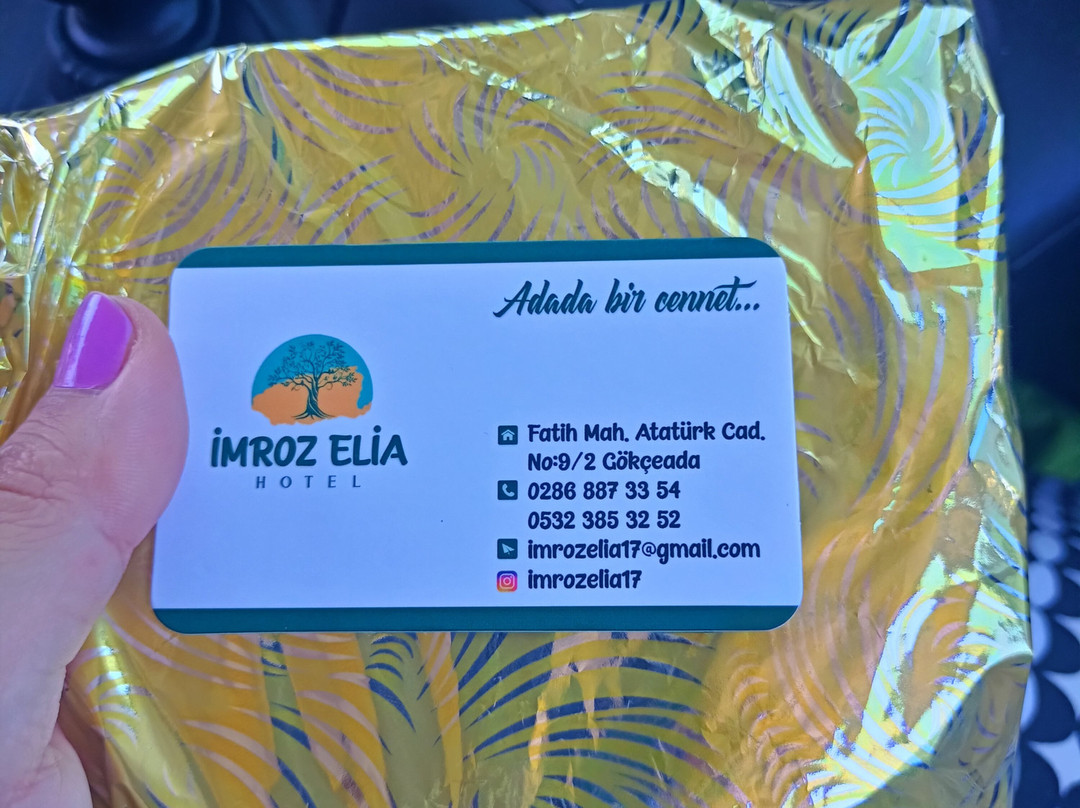 Adada bir cennet...
İMROZ ELİA
HOTEL
Fatih Mah. Atatürk Cad.
No:9/2 Gökçeada
0286 887 33 54
0532 385 32 52
imrozelia17@gmail.com
imrozelia17